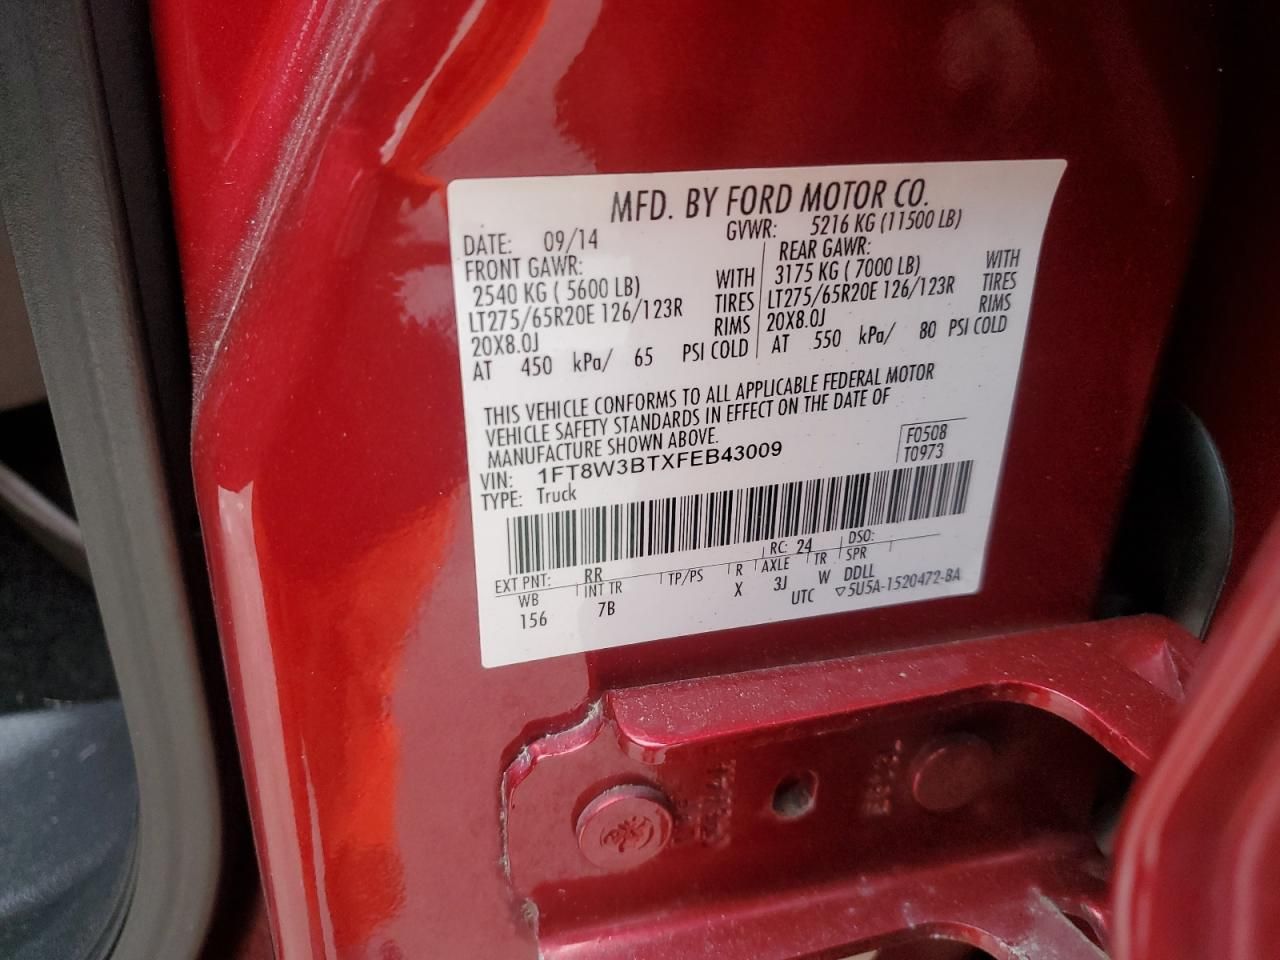 MFD. BY FORD MOTOR CO.
DATE: 09/14 GVWR: 5216 KG (11500 LB)
FRONT GAWR: REAR GAWR:
2540 KG ( 5600 LB) WITH 3175 KG ( 7000 LB) WITH
LT275/65R20E 126/123R TIRES LT275/65R20E 126/123R TIRES
20X8.0J RIMS 20X8.0J RIMS
AT 450 kPa/ 65 PSI COLD AT 550 kPa/ 80 PSI COLD
THIS VEHICLE CONFORMS TO ALL APPLICABLE FEDERAL MOTOR
VEHICLE SAFETY STANDARDS IN EFFECT ON THE DATE OF
MANUFACTURE SHOWN ABOVE.
VIN: 1FT8W3BTXFEB43009 F0508
TYPE: Truck T0973
EXT PNT: RR RC: 24 DSO:
WB INT TR TP/PS R AXLE TR SPR
156 7B X 3J W DDLL
UTC ▽5U5A-1520472-BA